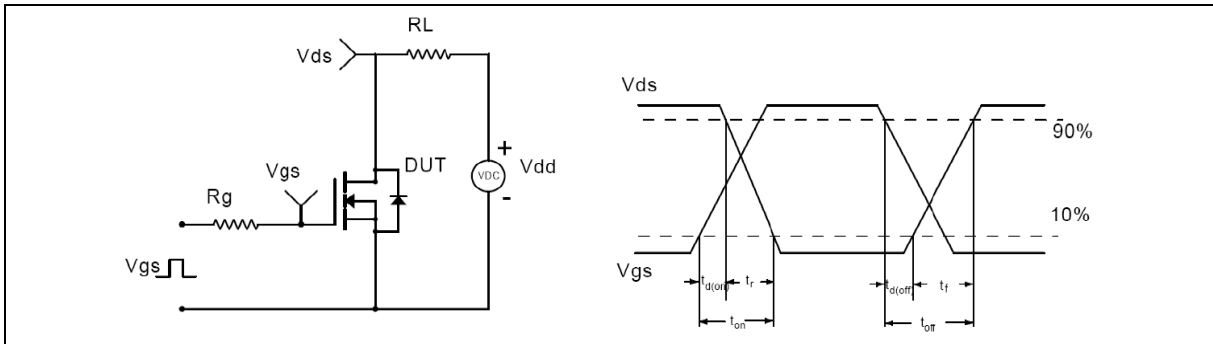 RL
Vds
Vgs
DUT
+
VDC
Vdd
-
Rg
Vgs
Vds
90%
10%
Vgs
td(on)
tr
td(off)
tf
ton
toff